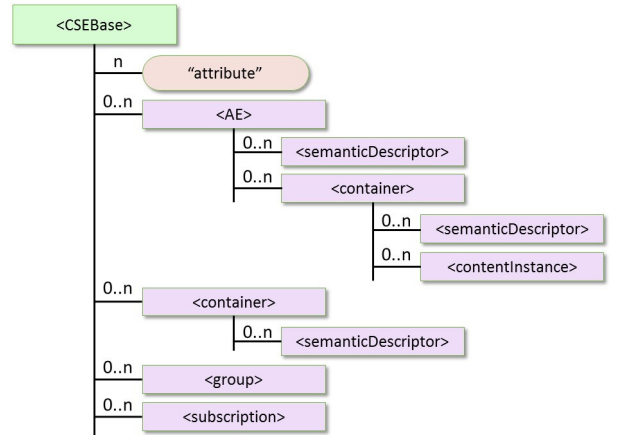 <CSEBase>
n
“attribute”
0..n
<AE>
0..n
<semanticDescriptor>
0..n
<container>
0..n
<semanticDescriptor>
0..n
<contentInstance>
0..n
<container>
0..n
<semanticDescriptor>
0..n
<group>
0..n
<subscription>